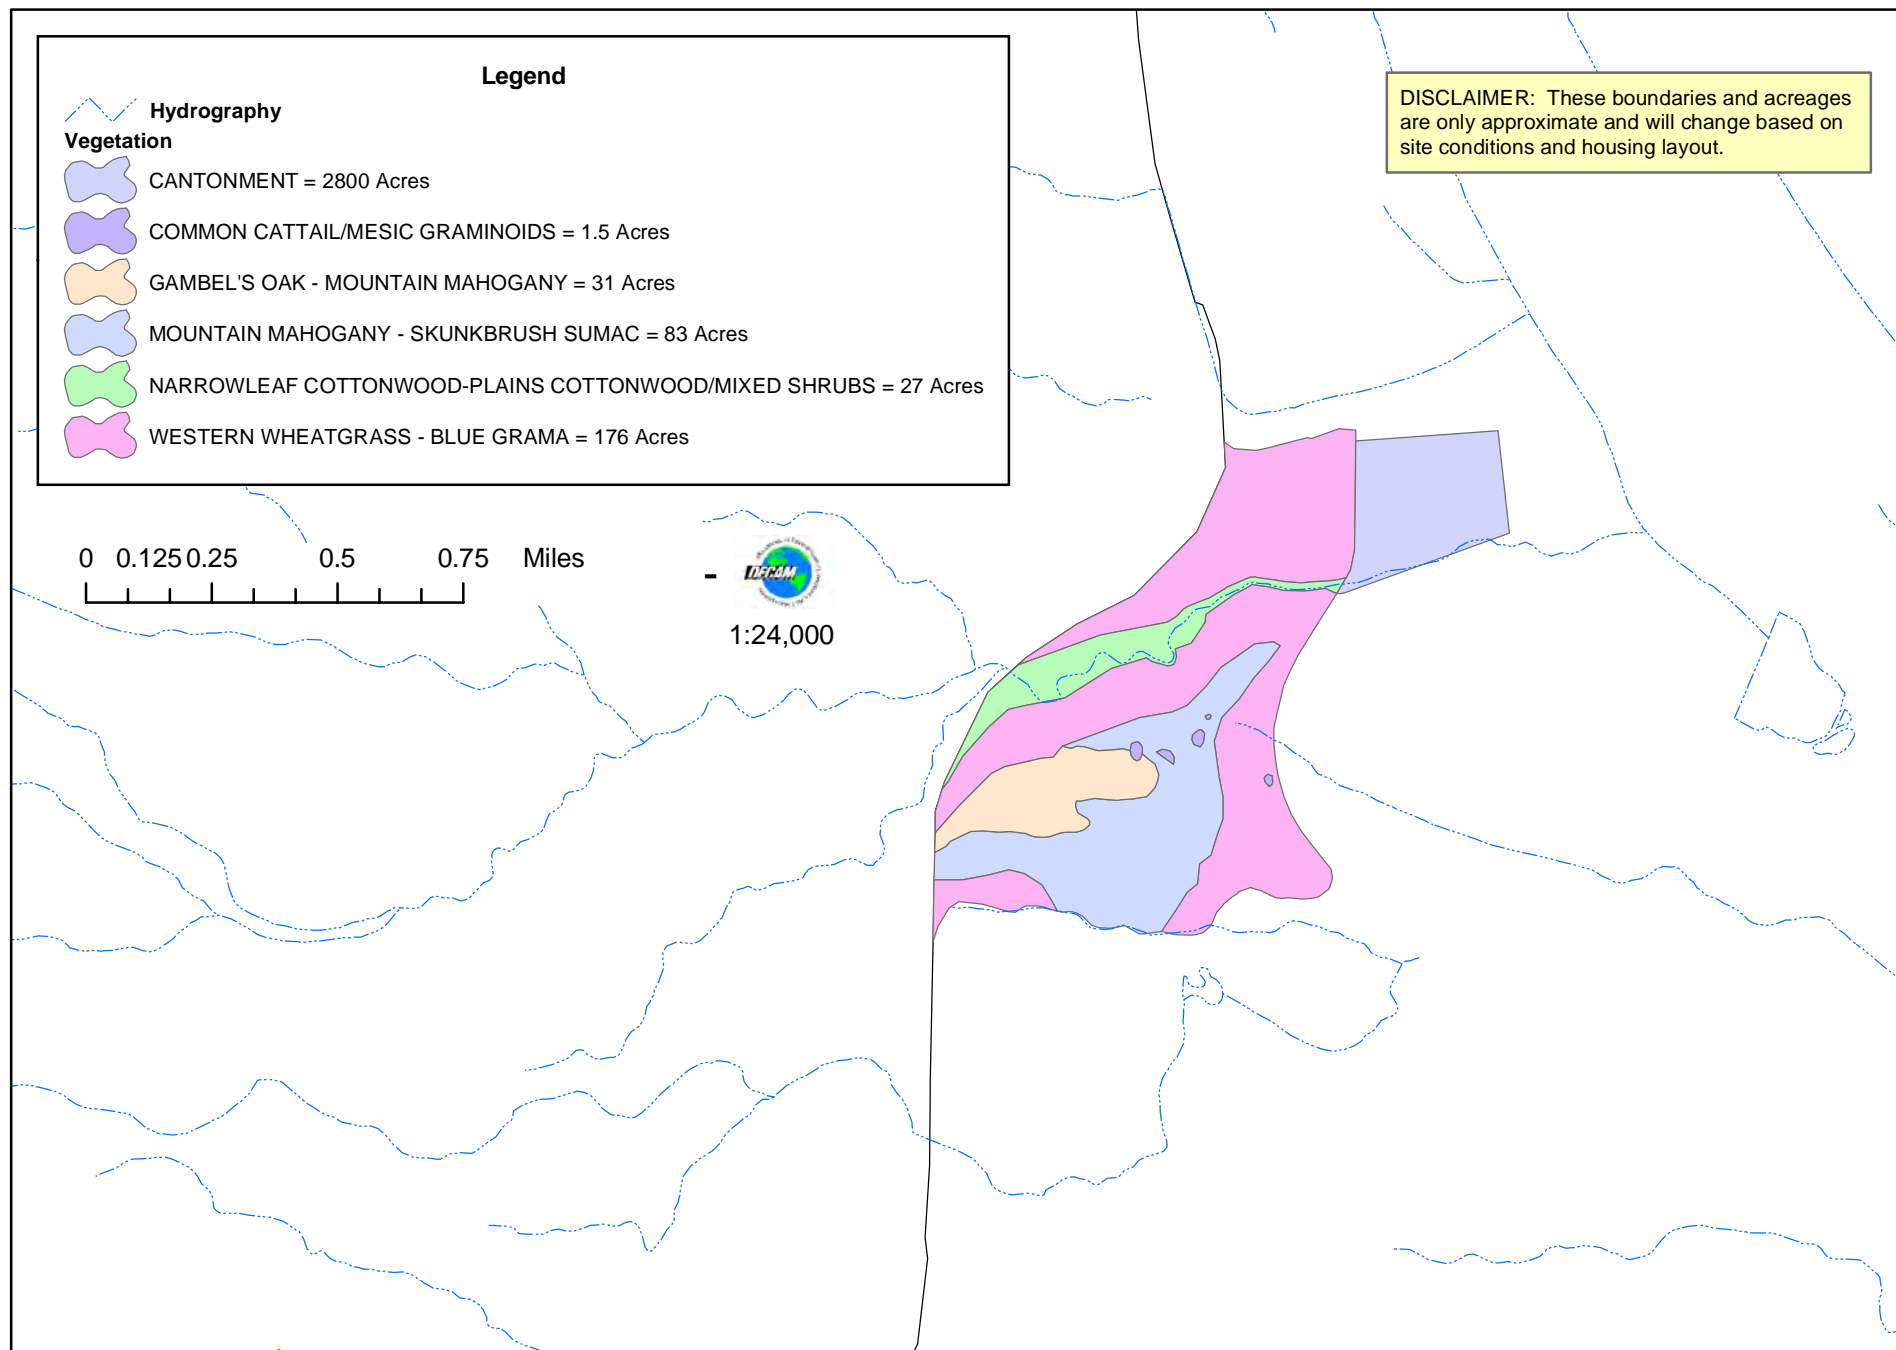 Legend
Hydrography
Vegetation
CANTONMENT = 2800 Acres
COMMON CATTAIL/MESIC GRAMINOIDS = 1.5 Acres
GAMBEL'S OAK - MOUNTAIN MAHOGANY = 31 Acres
MOUNTAIN MAHOGANY - SKUNKBRUSH SUMAC = 83 Acres
NARROWLEAF COTTONWOOD-PLAINS COTTONWOOD/MIXED SHRUBS = 27 Acres
WESTERN WHEATGRASS - BLUE GRAMA = 176 Acres
DISCLAIMER: These boundaries and acreages
are only approximate and will change based on
site conditions and housing layout.
0 0.125 0.25 0.5 0.75 Miles
-
DECAM
1:24,000